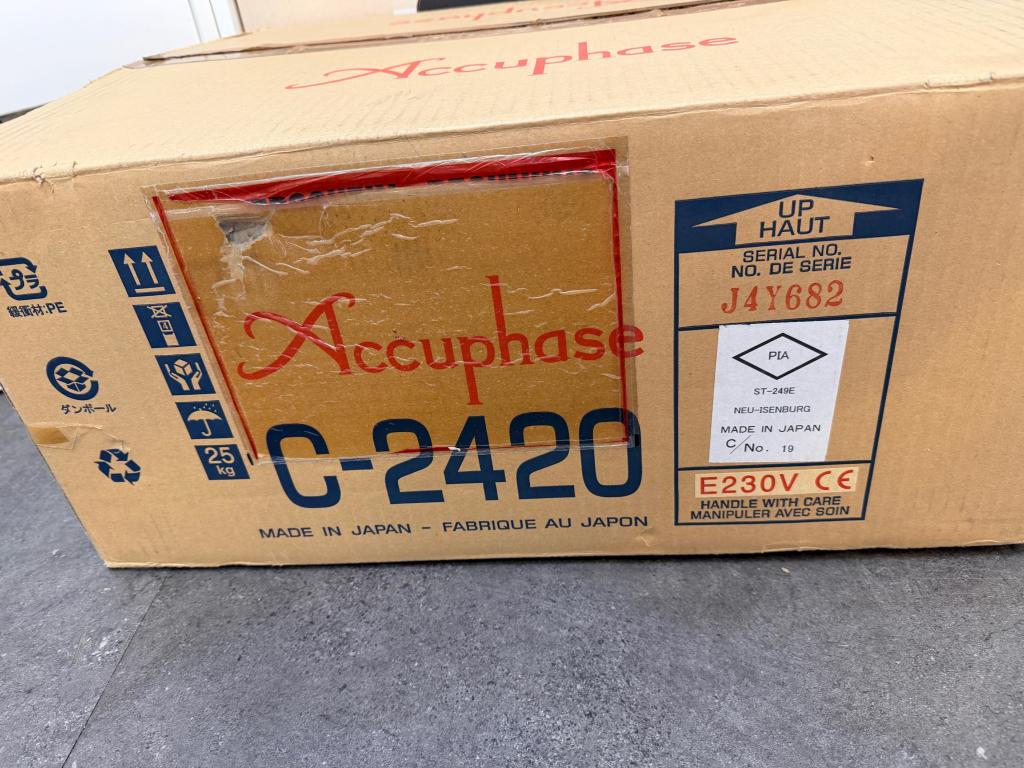 Accuphase
Accuphase
Accuphase
C-2420
MADE IN JAPAN - FABRIQUE AU JAPON
プラ
緩衝材:PE
ダンボール
4
25
kg
UP
HAUT
SERIAL NO.
NO. DE SERIE
J4Y682
PIA
ST-249E
NEU-ISENBURG
MADE IN JAPAN
C/No. 19
E230V CE
HANDLE WITH CARE
MANIPULER AVEC SOIN